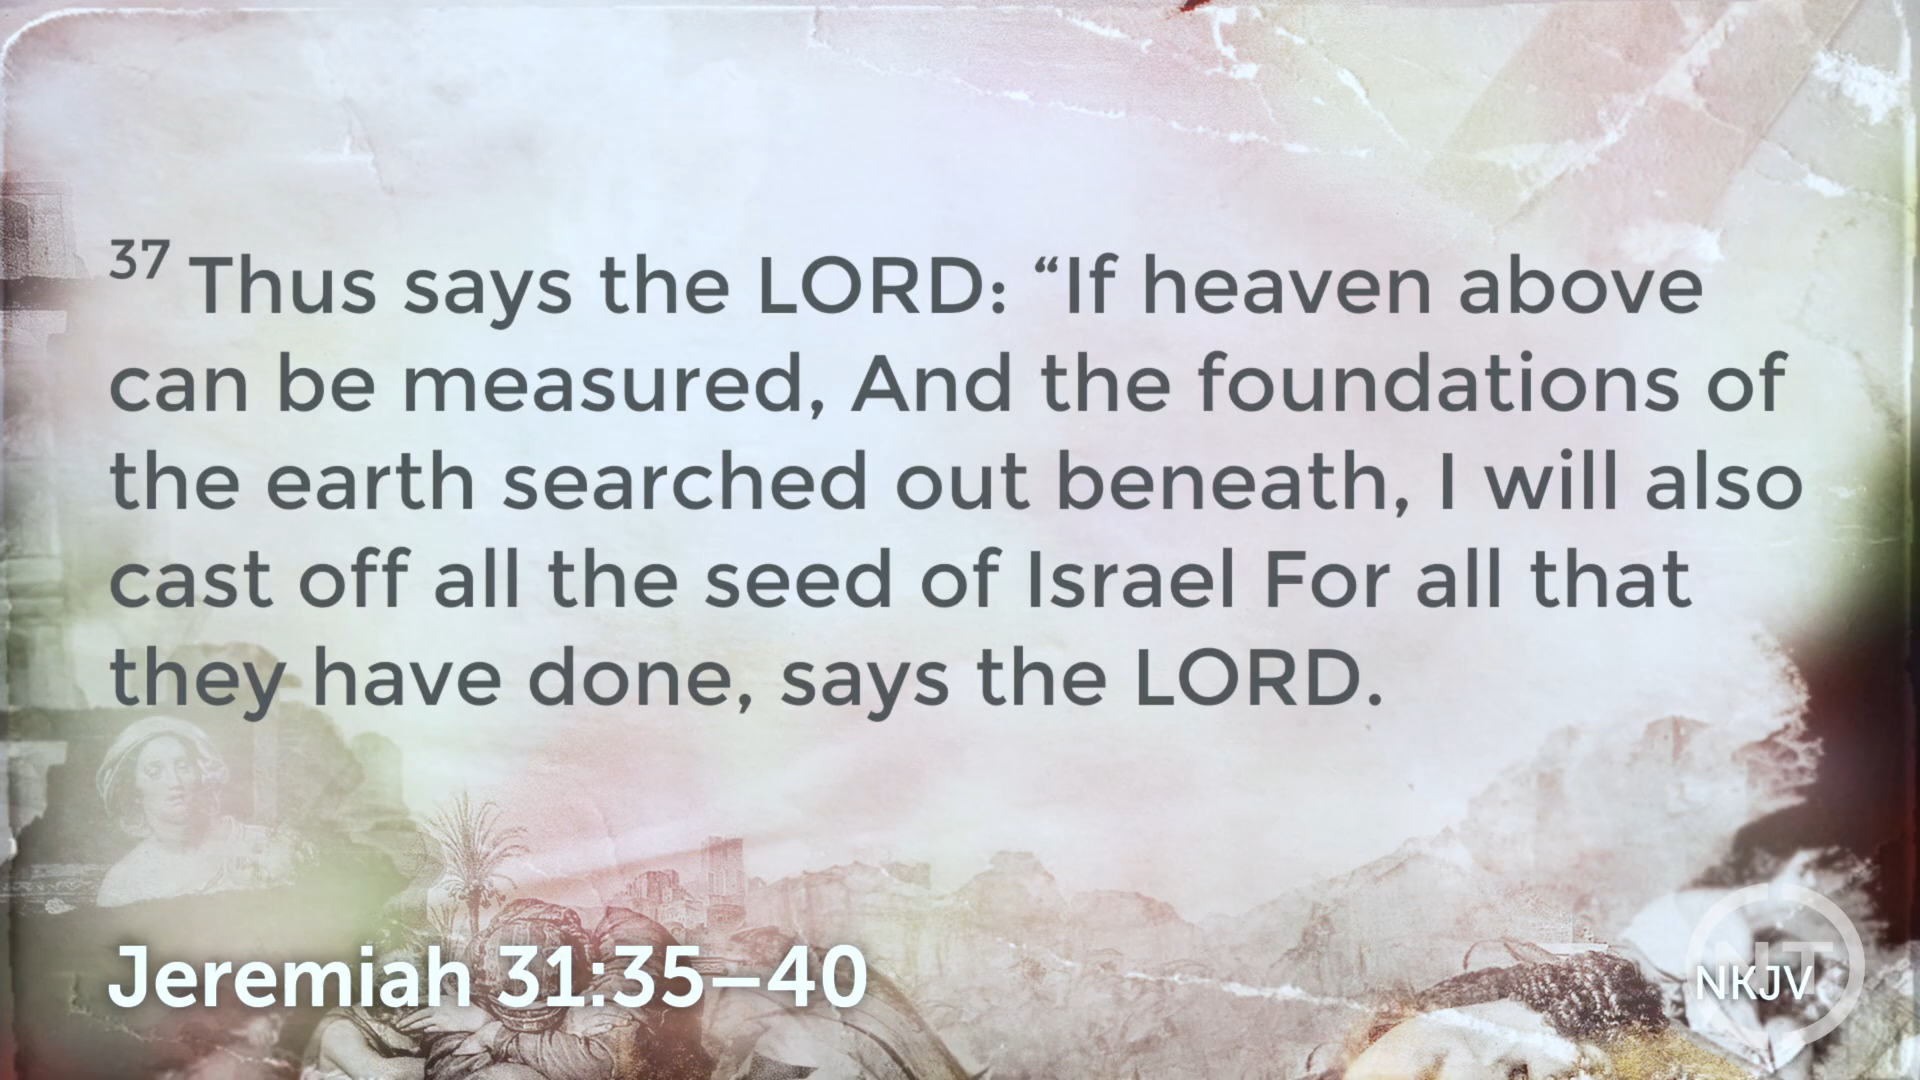 37 Thus says the LORD: “If heaven above
can be measured, And the foundations of
the earth searched out beneath, I will also
cast off all the seed of Israel For all that
they have done, says the LORD.
Jeremiah 31:35–40
NT
NKJV